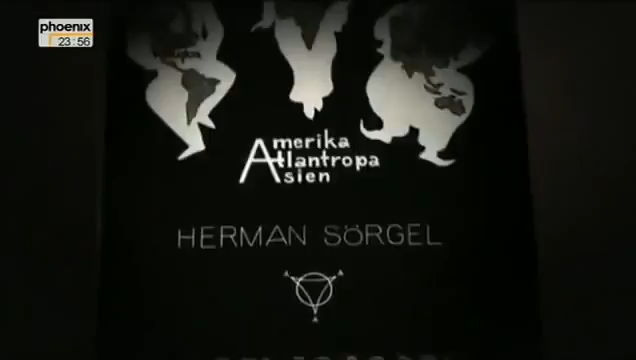 phoenix
23:56
Amerika
Atlantropa
Asien
HERMAN SÖRGEL
A
A
A